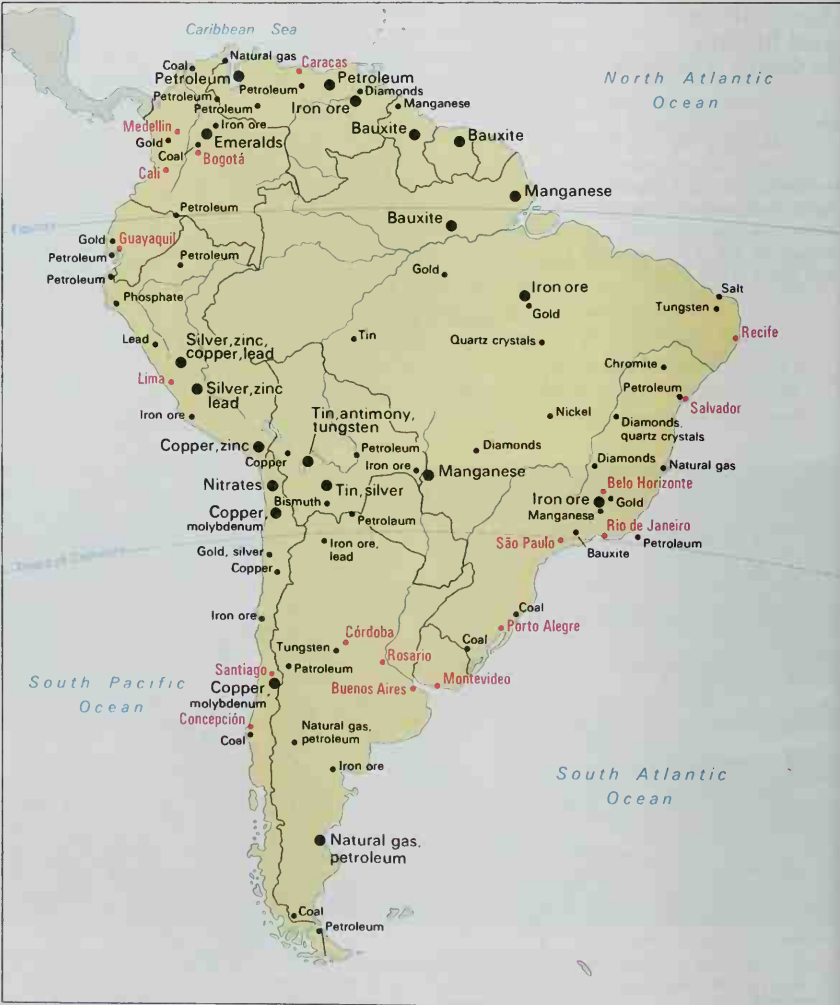 Caribbean Sea
Natural gas
Coal
Caracas
Petroleum
Petroleum
North Atlantic
Ocean
Petroleum
Diamonds
Petroleum
Iron ore
Manganese
Petroleum
Medellin
Iron ore
Bauxite
Bauxite
Gold
Emeralds
Coal
Bogotá
Cali
Manganese
Petroleum
Bauxite
Gold
Guayaquil
Petroleum
Petroleum
Gold
Petroleum
Iron ore
Salt
Phosphate
Gold
Tungsten
Lead
Silver, zinc,
copper, lead
Tin
Quartz crystals
Recife
Lima
Chromite
Silver, zinc
lead
Petroleum
Salvador
Iron ore
Tin, antimony,
tungsten
Nickel
Diamonds,
quartz crystals
Copper, zinc
Copper
Petroleum
Diamonds
Diamonds
Natural gas
Iron ore
Manganese
Belo Horizonte
Nitrates
Tin, silver
Iron ore
Gold
Bismuth
Copper,
molybdenum
Petrolaum
Manganesa
Rio de Janeiro
São Paulo
Petrolaum
Bauxite
Gold, silver
Iron ore,
lead
Copper
Iron ore
Coal
Porto Alegre
Córdoba
Coal
Tungsten
Rosario
Santiago
Patroleum
South Pacific
Ocean
Copper
molybdenum
Buenos Aires
Montevideo
Concepción
Coal
Natural gas,
petroleum
Iron ore
South Atlantic
Ocean
Natural gas,
petroleum
Coal
Petroleum